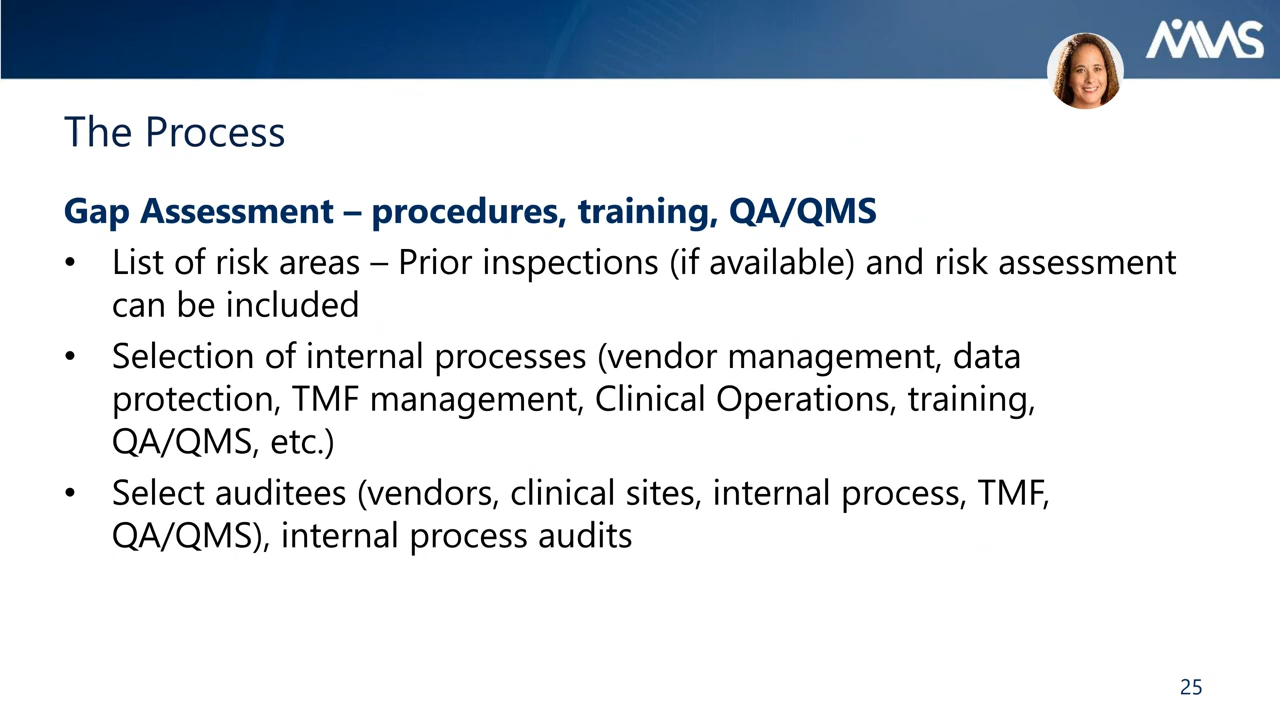 MMS
The Process
Gap Assessment – procedures, training, QA/QMS
• List of risk areas – Prior inspections (if available) and risk assessment
can be included
• Selection of internal processes (vendor management, data
protection, TMF management, Clinical Operations, training,
QA/QMS, etc.)
• Select auditees (vendors, clinical sites, internal process, TMF,
QA/QMS), internal process audits
25